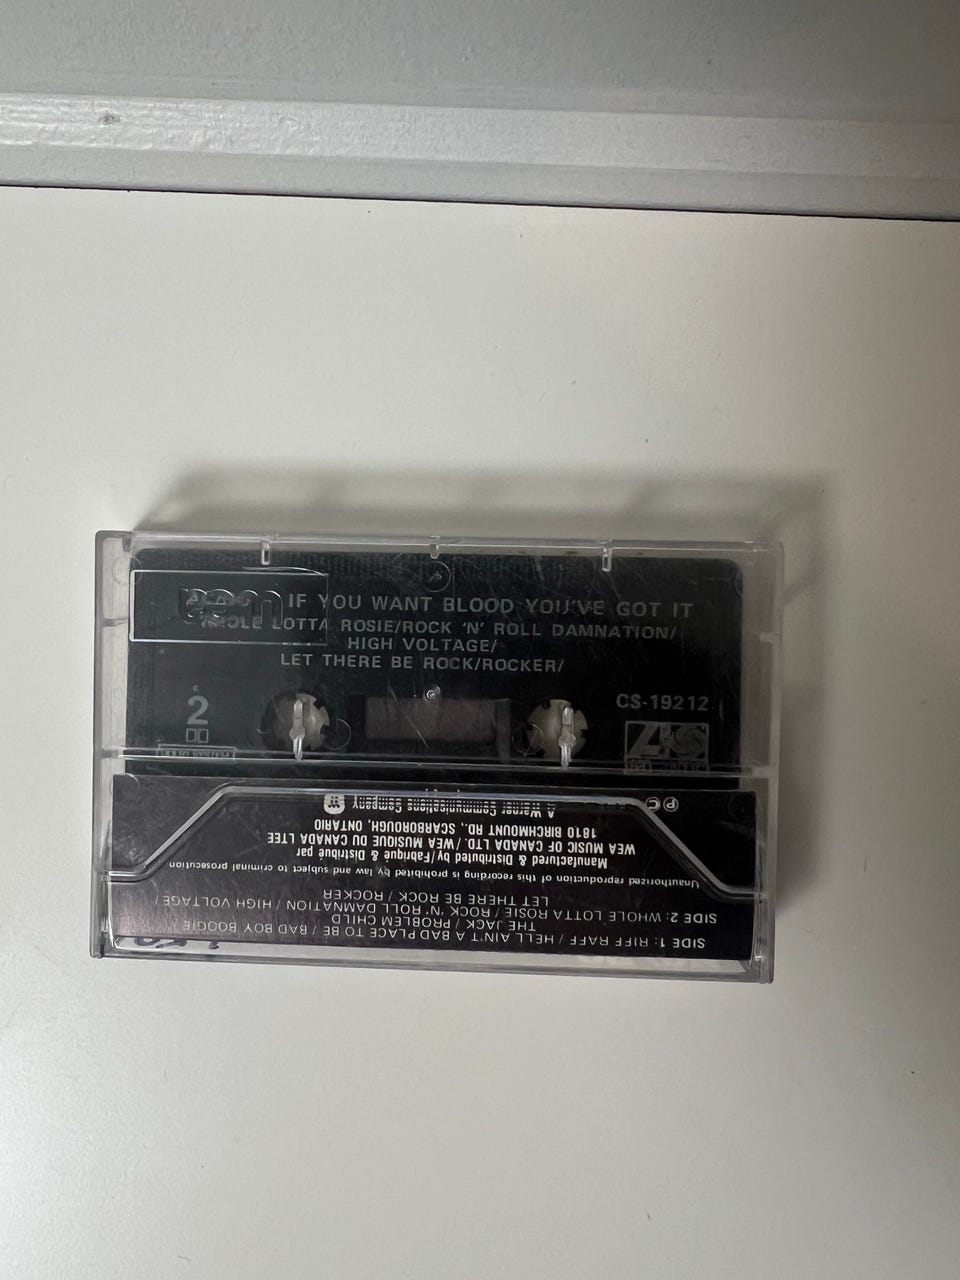 wea
IF YOU WANT BLOOD YOU'VE GOT IT
WHOLE LOTTA ROSIE/ROCK 'N' ROLL DAMNATION/
HIGH VOLTAGE/
LET THERE BE ROCK/ROCKER/
C
2
CS-19212
DOLBY SYSTEM
SIDE 1: RIFF RAFF / HELL AIN'T A BAD PLACE TO BE / BAD BOY BOOGIE
THE JACK / PROBLEM CHILD
SIDE 2: WHOLE LOTTA ROSIE / ROCK 'N' ROLL DAMNATION / HIGH VOLTAGE/
LET THERE BE ROCK / ROCKER
Unauthorized reproduction of this recording is prohibited by law and subject to criminal prosecution
Manufactured & Distributed by/Fabriqué & Distribué par
WEA MUSIC OF CANADA LTD. / WEA MUSIQUE DU CANADA LTEE
1810 BIRCHMOUNT RD., SCARBOROUGH, ONTARIO
A Warner Communications Company
℗ ©